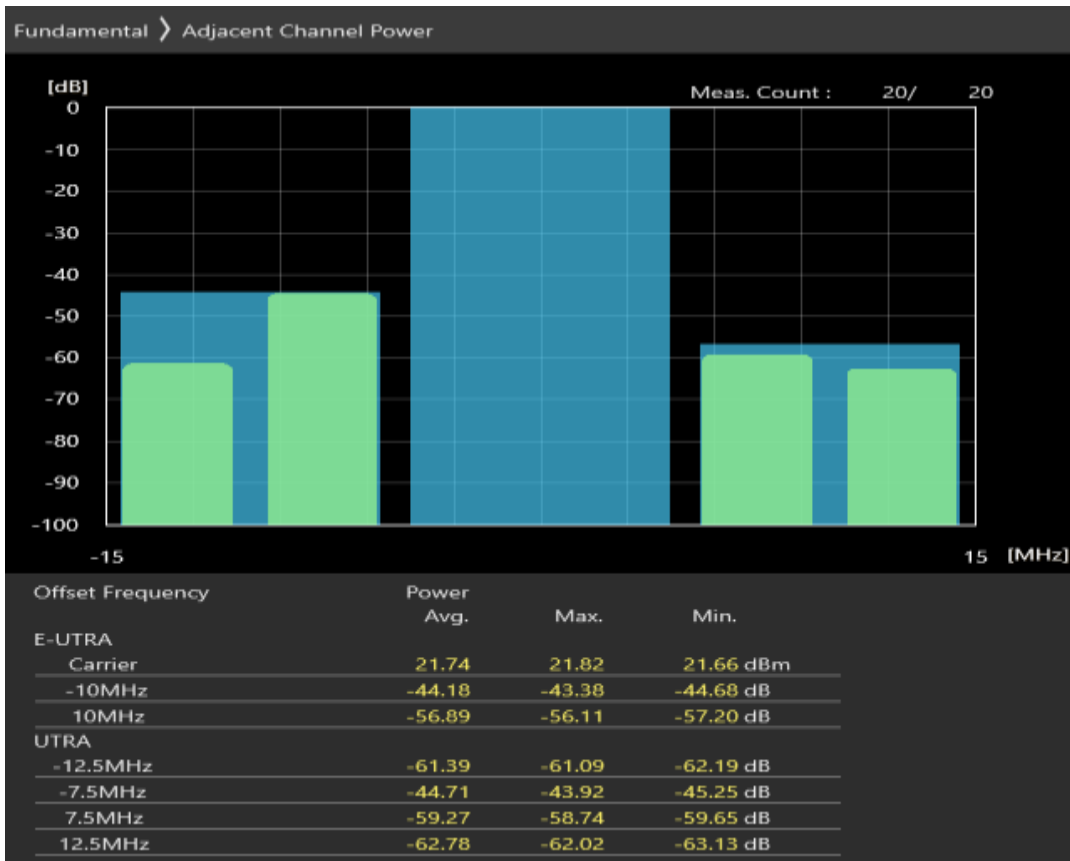 Fundamental 〉 Adjacent Channel Power
[dB]
Meas. Count : 20/ 20
0
-10
-20
-30
-40
-50
-60
-70
-80
-90
-100
-15 15 [MHz]
Offset Frequency Power
Avg. Max. Min.
E-UTRA
Carrier 21.74 21.82 21.66 dBm
-10MHz -44.18 -43.38 -44.68 dB
10MHz -56.89 -56.11 -57.20 dB
UTRA
-12.5MHz -61.39 -61.09 -62.19 dB
-7.5MHz -44.71 -43.92 -45.25 dB
7.5MHz -59.27 -58.74 -59.65 dB
12.5MHz -62.78 -62.02 -63.13 dB